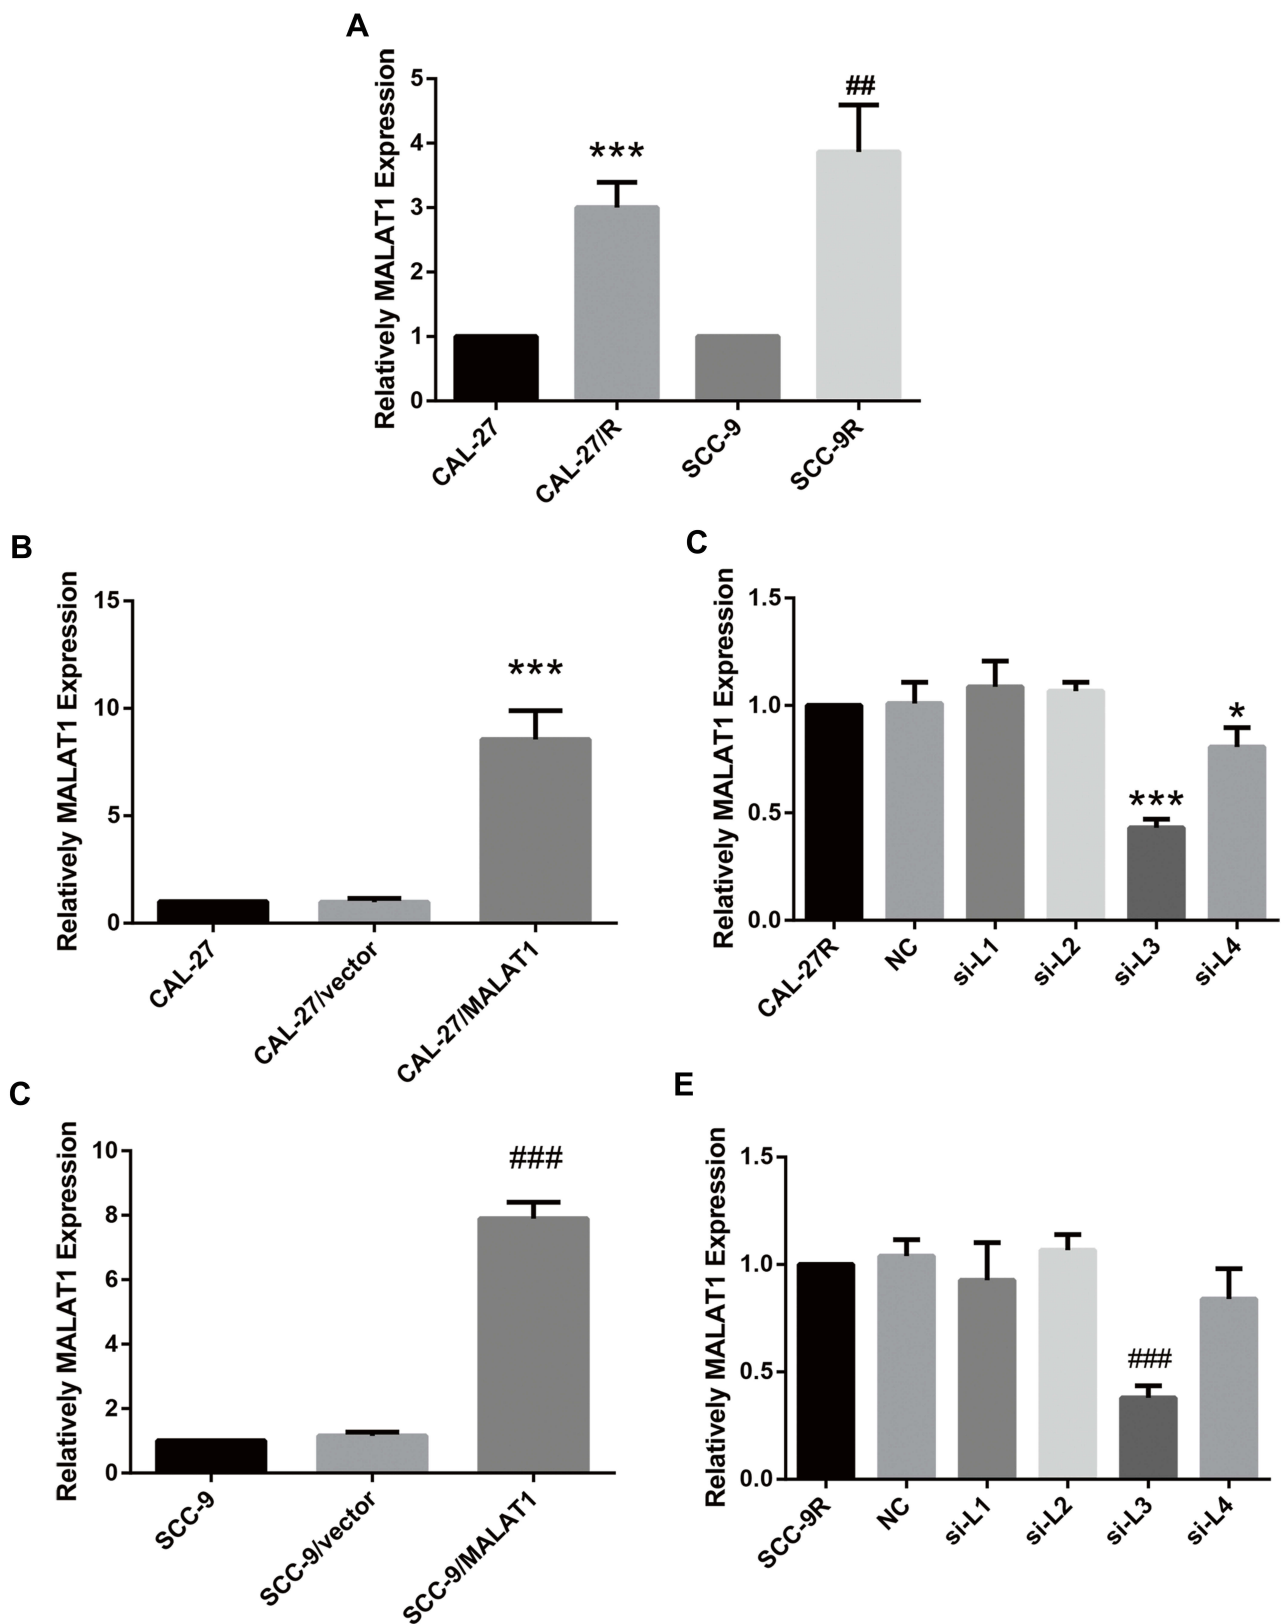 A
Relatively MALAT1 Expression
5
4
3
2
1
0
***
##
CAL-27
CAL-27/R
SCC-9
SCC-9R
B
Relatively MALAT1 Expression
15
10
5
0
***
CAL-27
CAL-27/vector
CAL-27/MALAT1
C
Relatively MALAT1 Expression
1.5
1.0
0.5
0.0
***
*
CAL-27R
NC
si-L1
si-L2
si-L3
si-L4
C
Relatively MALAT1 Expression
10
8
6
4
2
0
###
SCC-9
SCC-9/vector
SCC-9/MALAT1
E
Relatively MALAT1 Expression
1.5
1.0
0.5
0.0
###
SCC-9R
NC
si-L1
si-L2
si-L3
si-L4